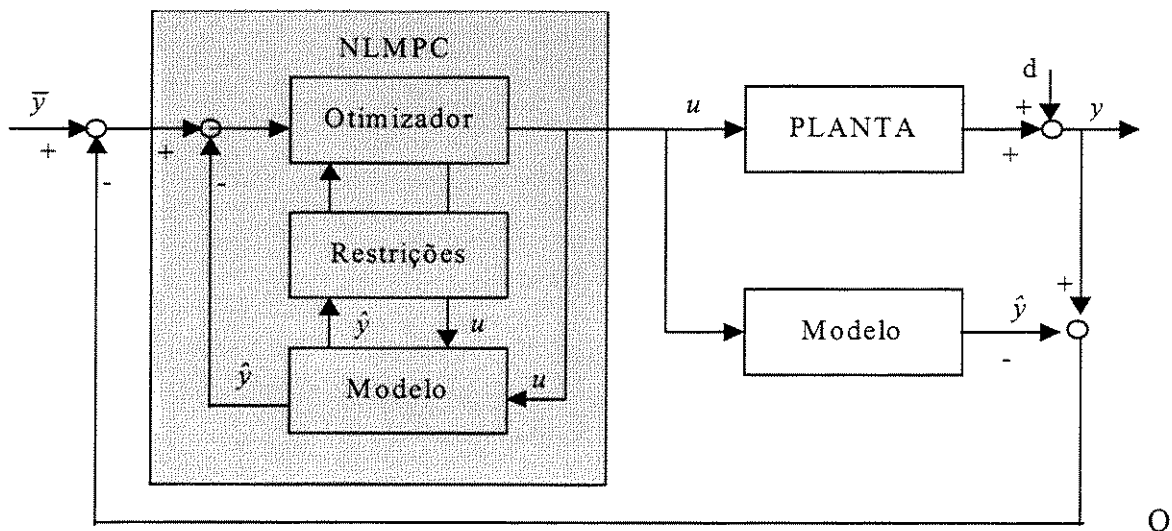 NLMPC
d
y̅
Otimizador
u
PLANTA
y
+
+
+
+
-
-
Restrições
+
ŷ
u
ŷ
Modelo
u
Modelo
ŷ
-
O